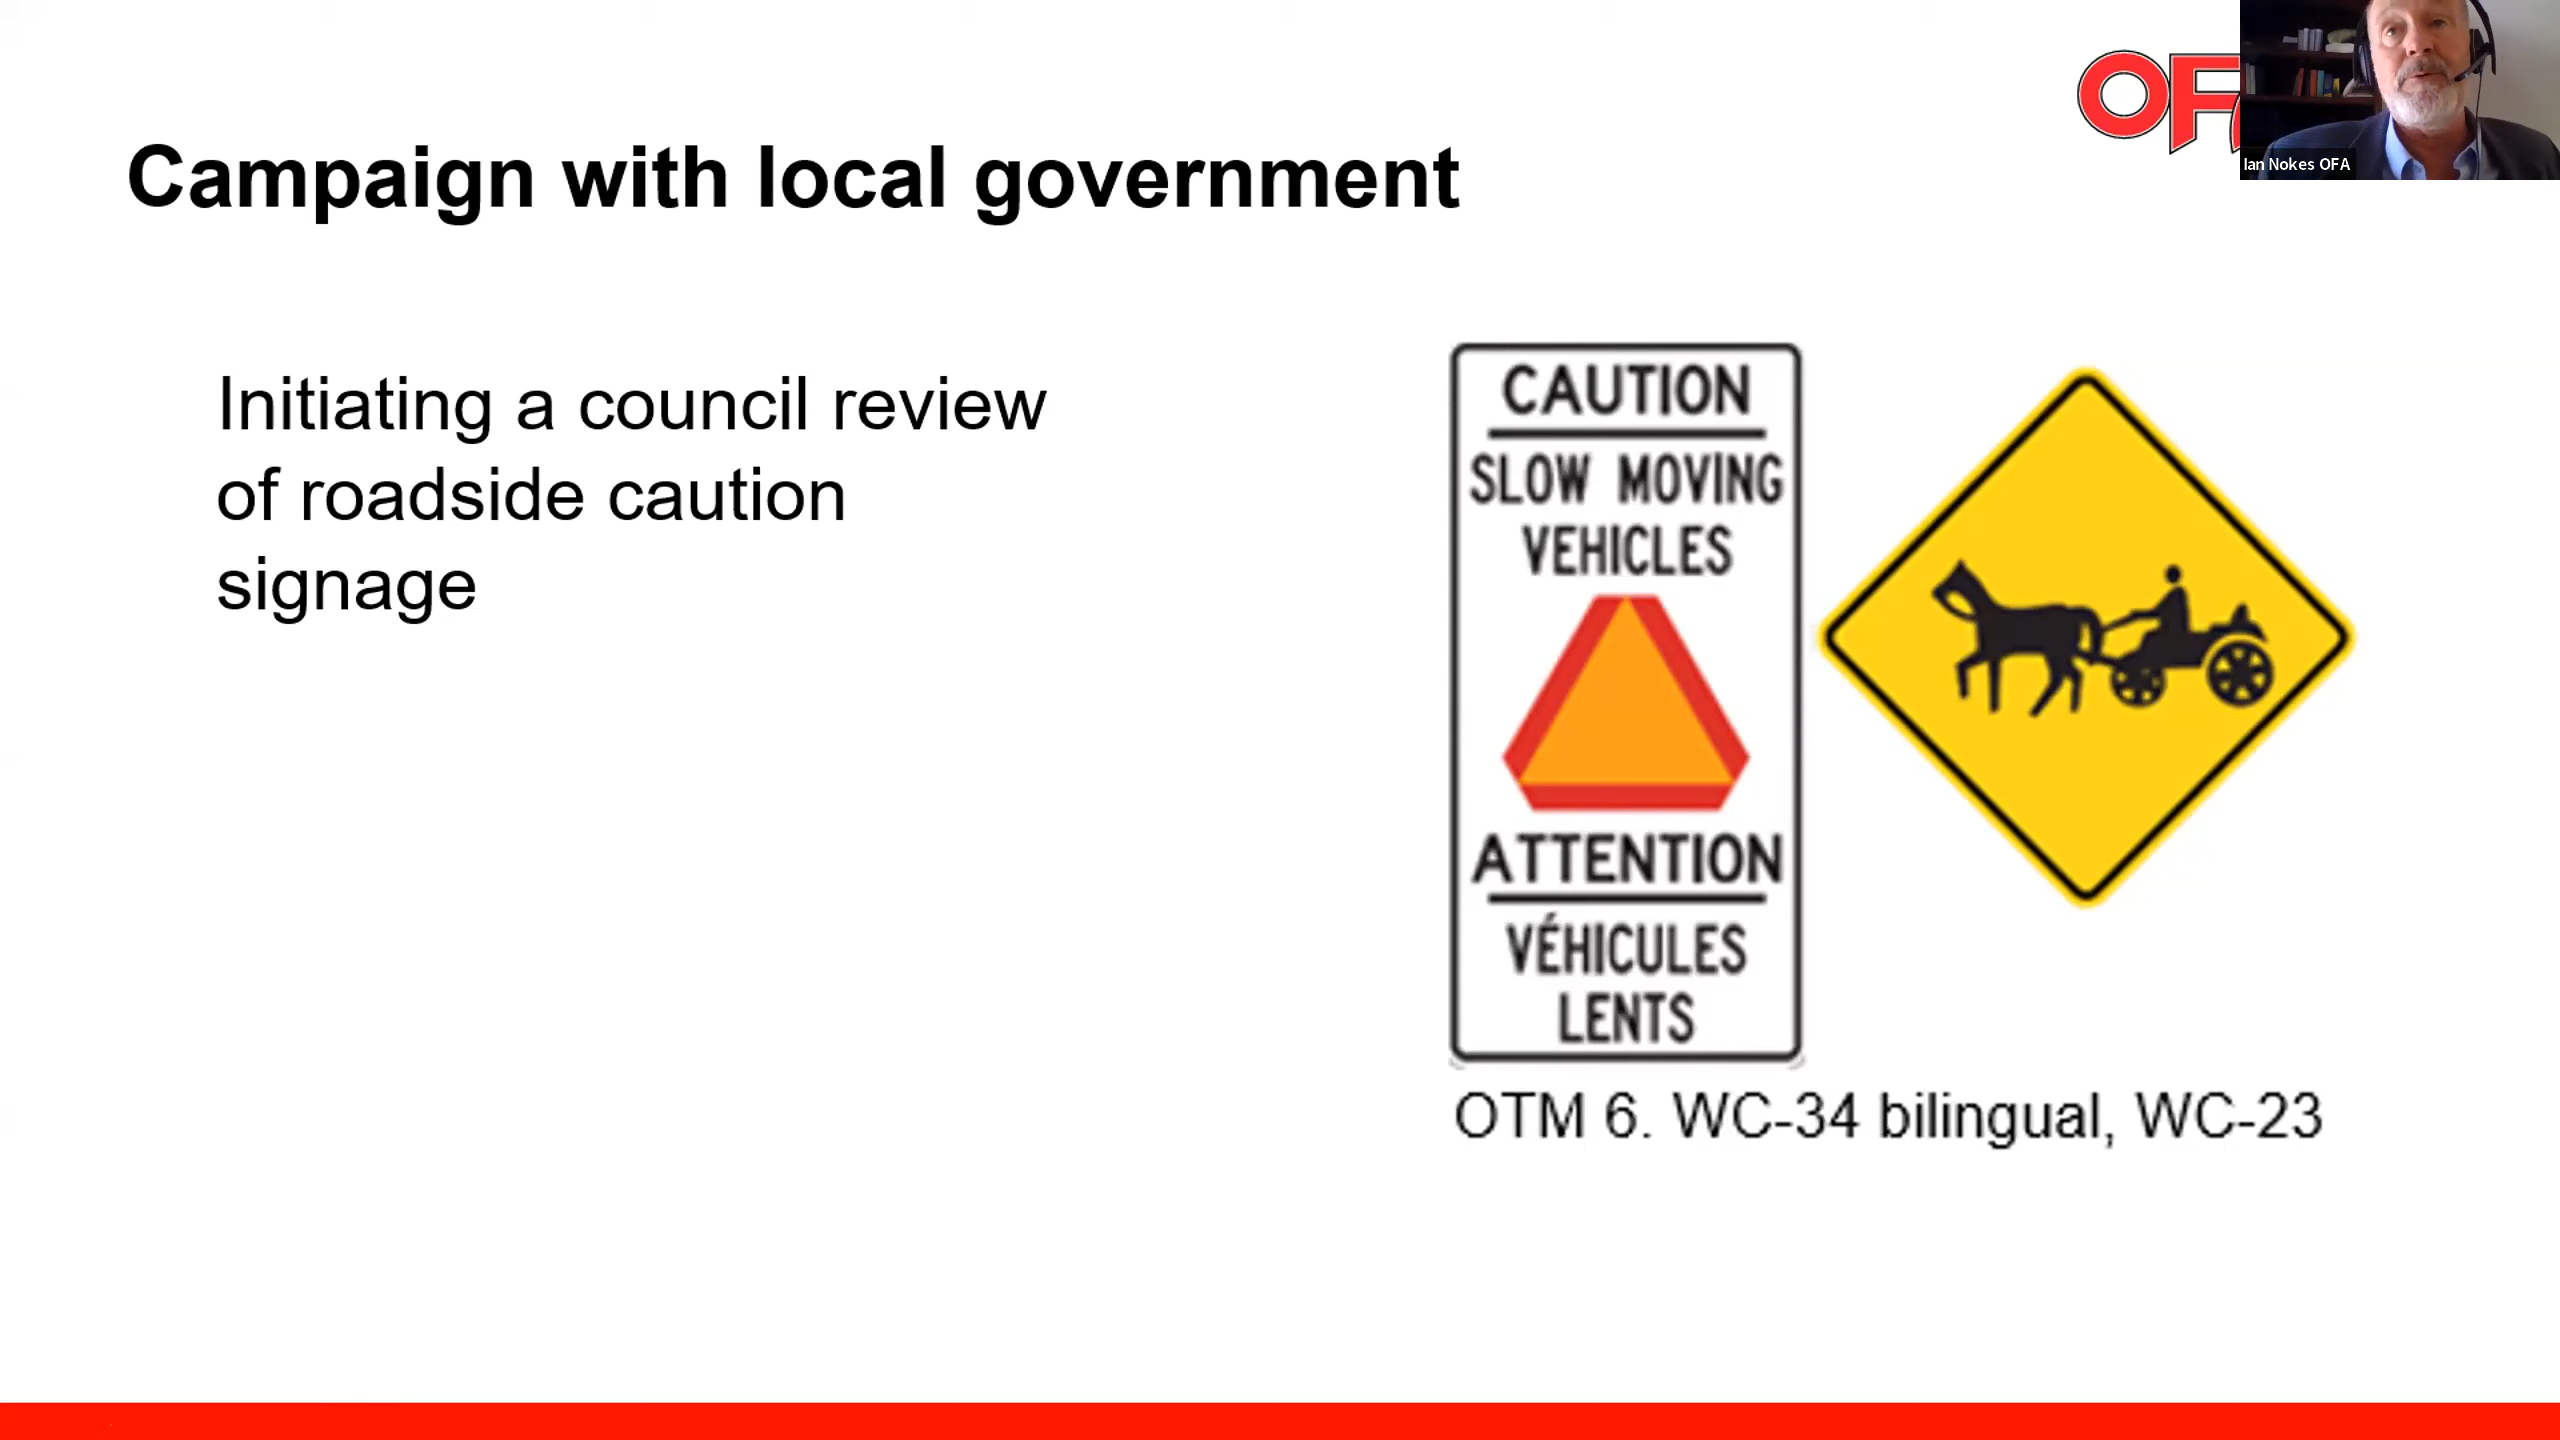 Campaign with local government
OFA
Ian Nokes OFA
Initiating a council review
of roadside caution
signage
CAUTION
SLOW MOVING
VEHICLES
ATTENTION
VÉHICULES
LENTS
OTM 6. WC-34 bilingual, WC-23